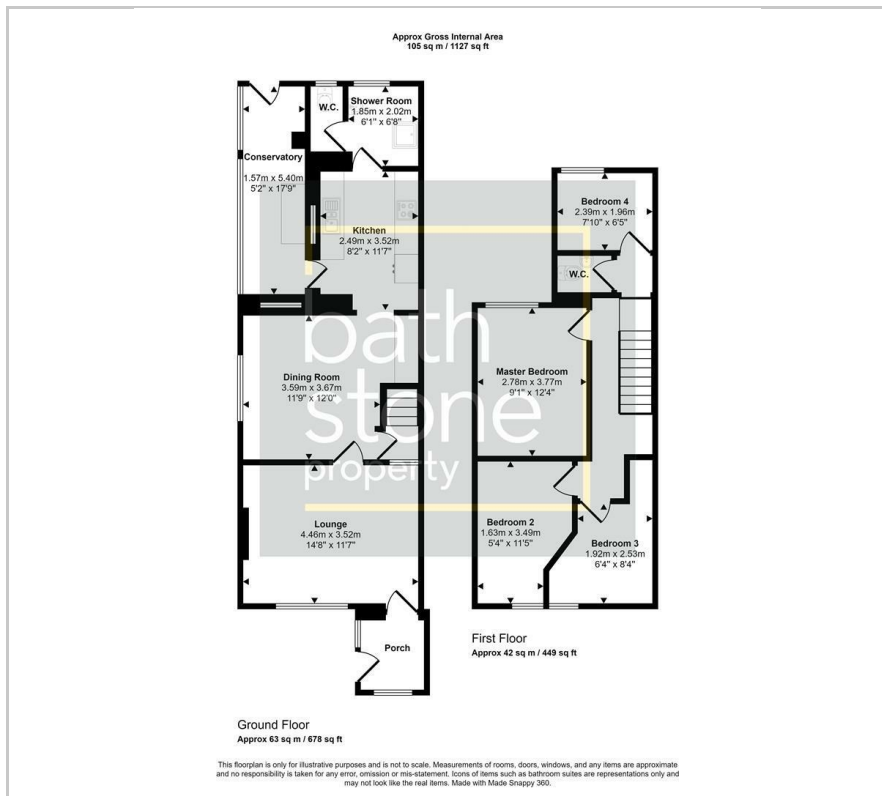 Approx Gross Internal Area
105 sq m / 1127 sq ft
W.C.
Shower Room
1.85m x 2.02m
6'1" x 6'8"
Conservatory
1.57m x 5.40m
5'2" x 17'9"
Kitchen
2.49m x 3.52m
8'2" x 11'7"
Dining Room
3.59m x 3.67m
11'9" x 12'0"
Lounge
4.46m x 3.52m
14'8" x 11'7"
Porch
Ground Floor
Approx 63 sq m / 678 sq ft
Bedroom 4
2.39m x 1.96m
7'10" x 6'5"
W.C.
Master Bedroom
2.78m x 3.77m
9'1" x 12'4"
Bedroom 2
1.63m x 3.49m
5'4" x 11'5"
Bedroom 3
1.92m x 2.53m
6'4" x 8'4"
First Floor
Approx 42 sq m / 449 sq ft
bath
stone
property
This floorplan is only for illustrative purposes and is not to scale. Measurements of rooms, doors, windows, and any items are approximate
and no responsibility is taken for any error, omission or mis-statement. Icons of items such as bathroom suites are representations only and
may not look like the real items. Made with Made Snappy 360.